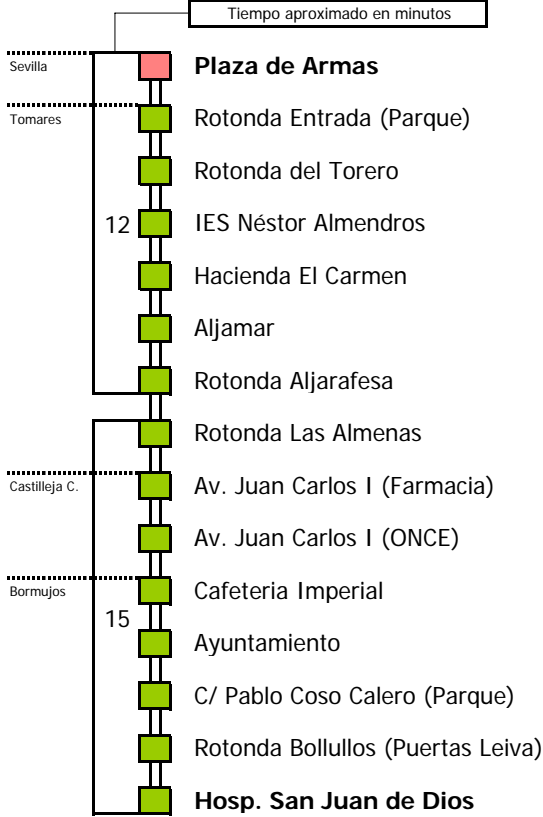 Tiempo aproximado en minutos
Sevilla
Plaza de Armas
Tomares
Rotonda Entrada (Parque)
Rotonda del Torero
12
IES Néstor Almendros
Hacienda El Carmen
Aljamar
Rotonda Aljarafesa
Rotonda Las Almenas
Castilleja C.
Av. Juan Carlos I (Farmacia)
Av. Juan Carlos I (ONCE)
Bormujos
Cafeteria Imperial
15
Ayuntamiento
C/ Pablo Coso Calero (Parque)
Rotonda Bollullos (Puertas Leiva)
Hosp. San Juan de Dios